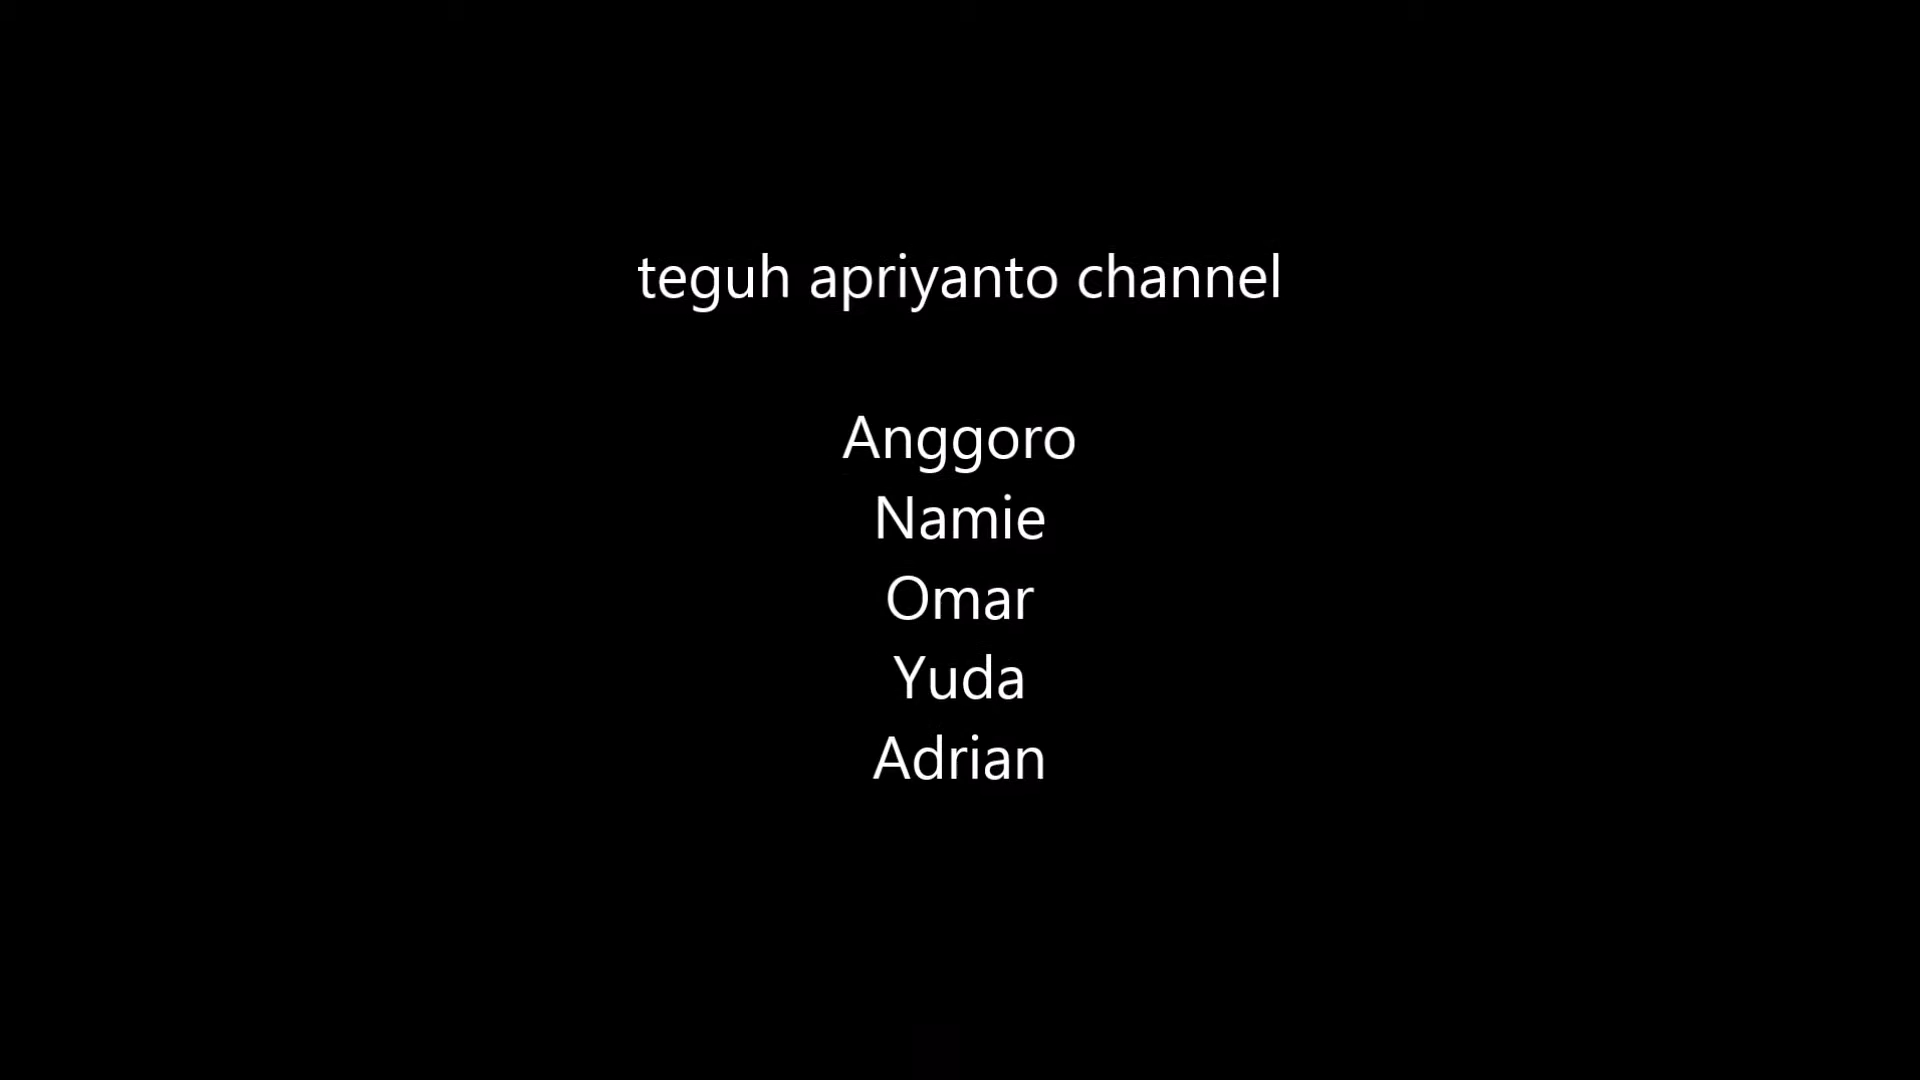 teguh apriyanto channel
Anggoro
Namie
Omar
Yuda
Adrian